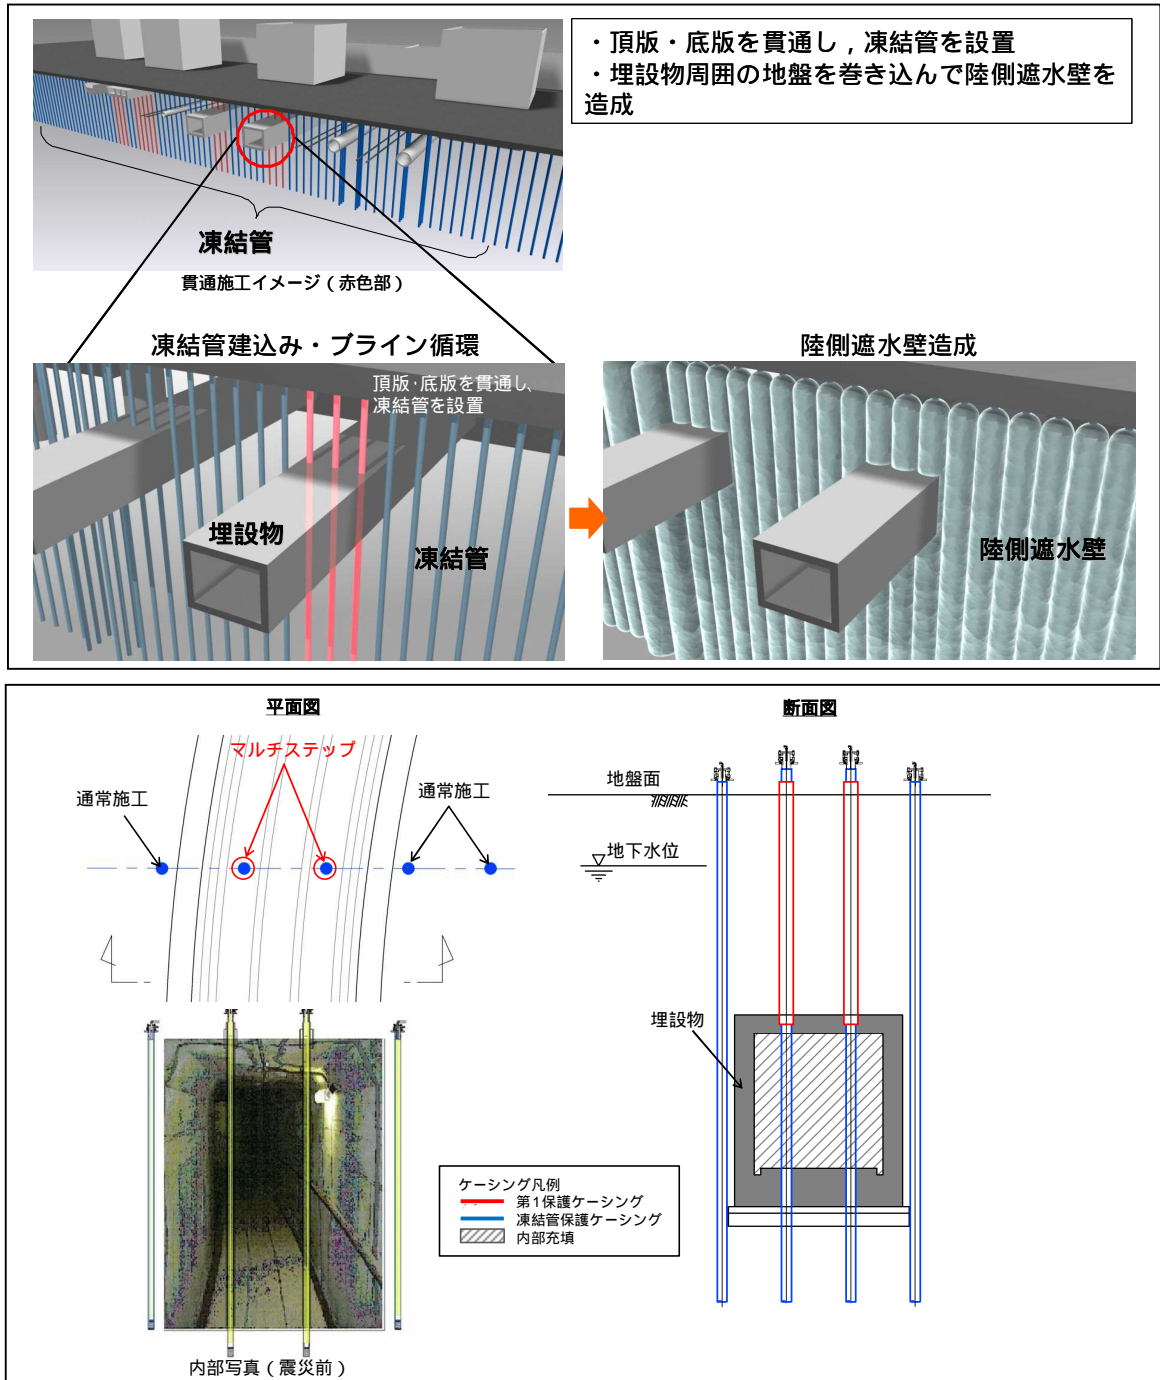 ・頂版・底版を貫通し，凍結管を設置
・埋設物周囲の地盤を巻き込んで陸側遮水壁を
造成
凍結管
貫通施工イメージ（赤色部）
凍結管建込み・ブライン循環
頂版･底版を貫通し、
凍結管を設置
埋設物
凍結管
陸側遮水壁造成
陸側遮水壁
平面図
マルチステップ
通常施工
通常施工
内部写真（震災前）
断面図
地盤面
地下水位
埋設物
ケーシング凡例
第1保護ケーシング
凍結管保護ケーシング
内部充填